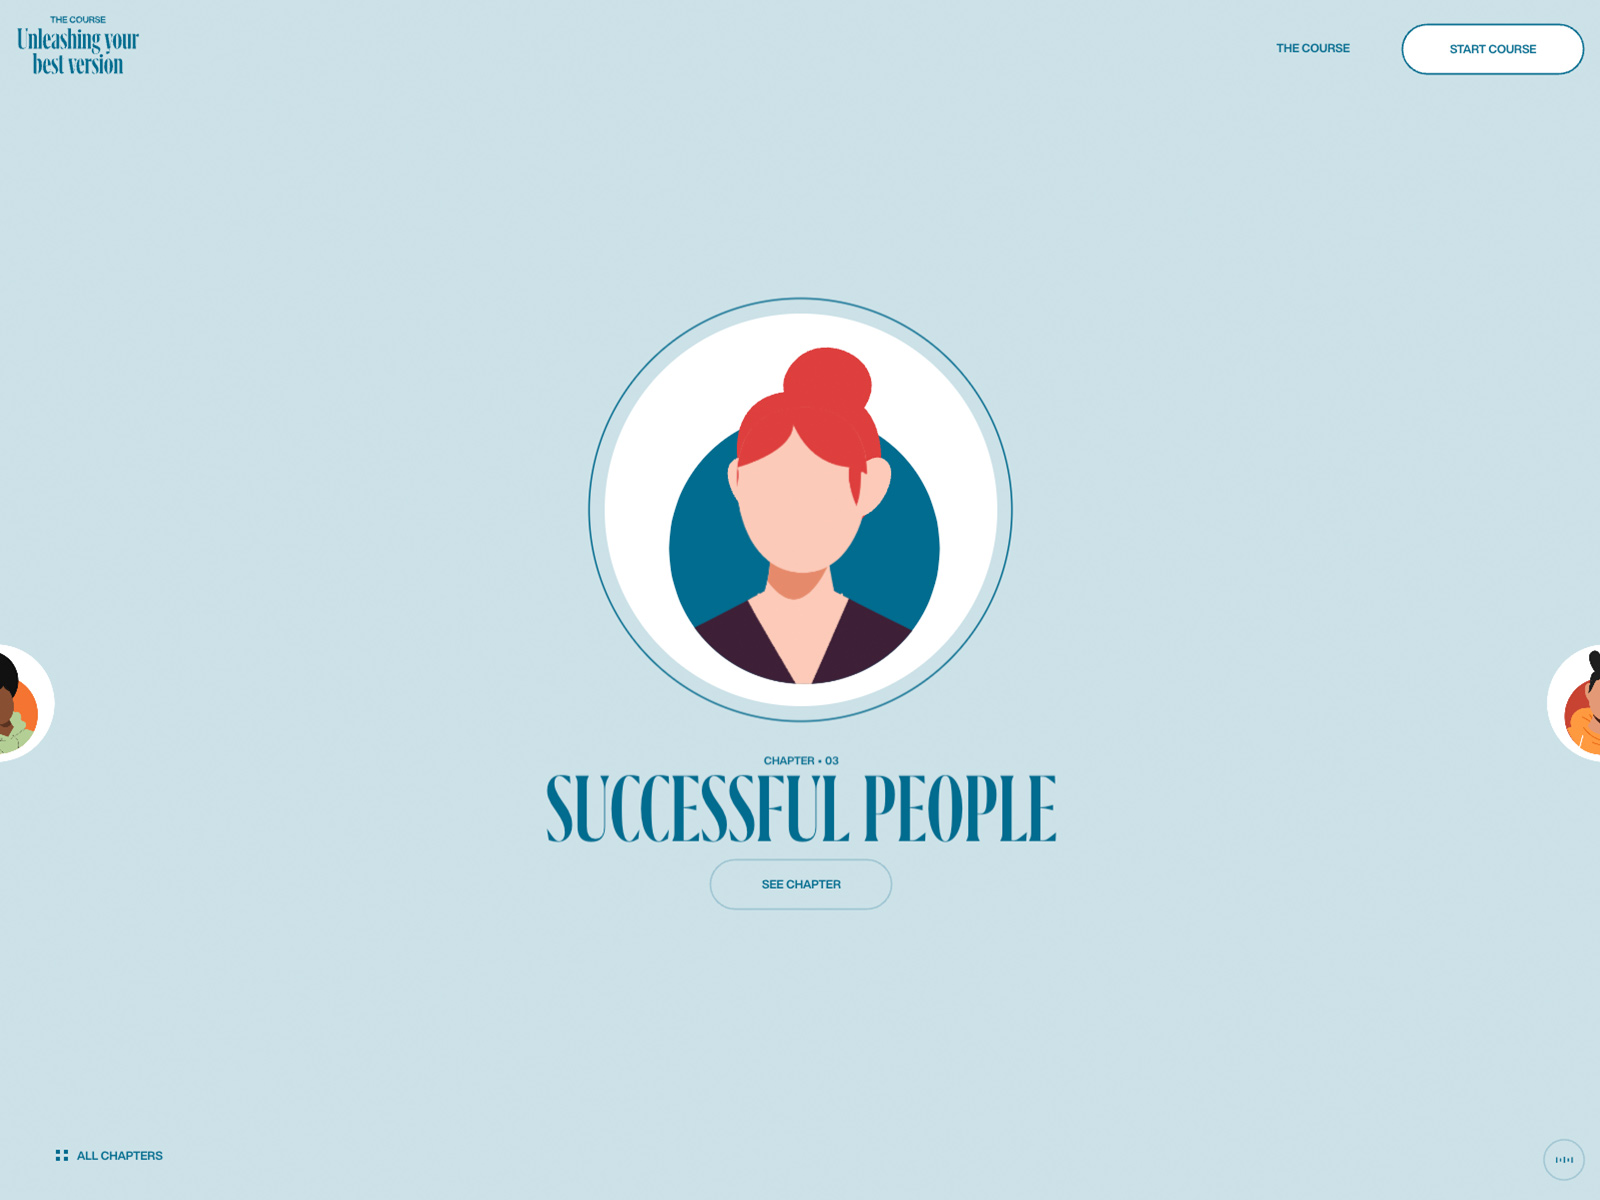 THE COURSE
Unleashing your
best version
THE COURSE
START COURSE
CHAPTER • 03
SUCCESSFUL PEOPLE
SEE CHAPTER
ALL CHAPTERS